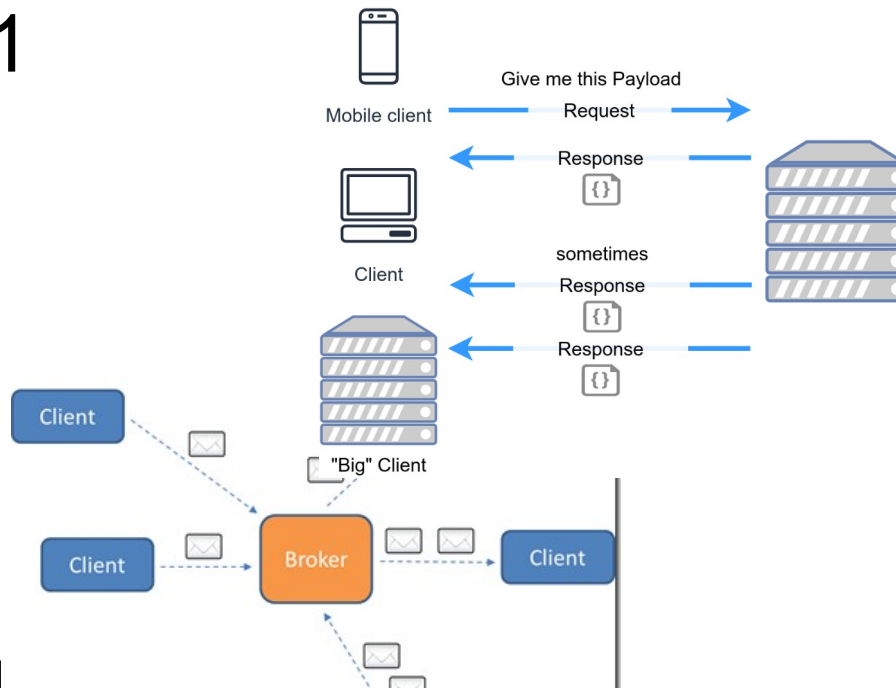 1
Give me this Payload
Mobile client
Request
Response
{}
sometimes
Client
Response
{}
Response
{}
Client
"Big" Client
Client
Broker
Client